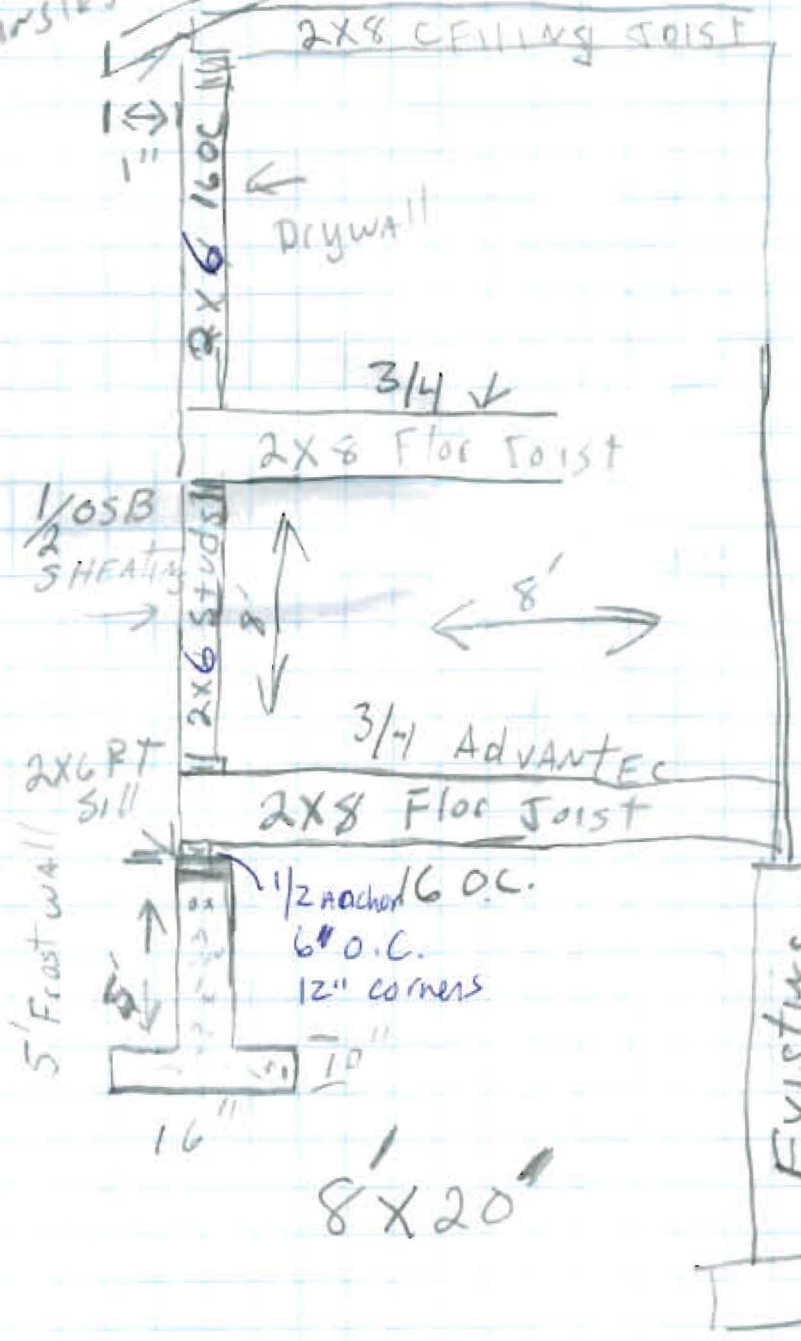 2X8 CEIlING JOIST
1"
2X6 16OC
Drywall
3/4
2X8 Flor Joist
1/2 OSB
SHEATING
2x6 Studs
8'
8'
3/4 AdvantEC
2X6 PT
Sill
2X8 Flor Joist
16 O.C.
1/2 Anchor
6" O.C.
12" corners
5' Frost WAll
5'
10"
16"
8'X20'
Existing